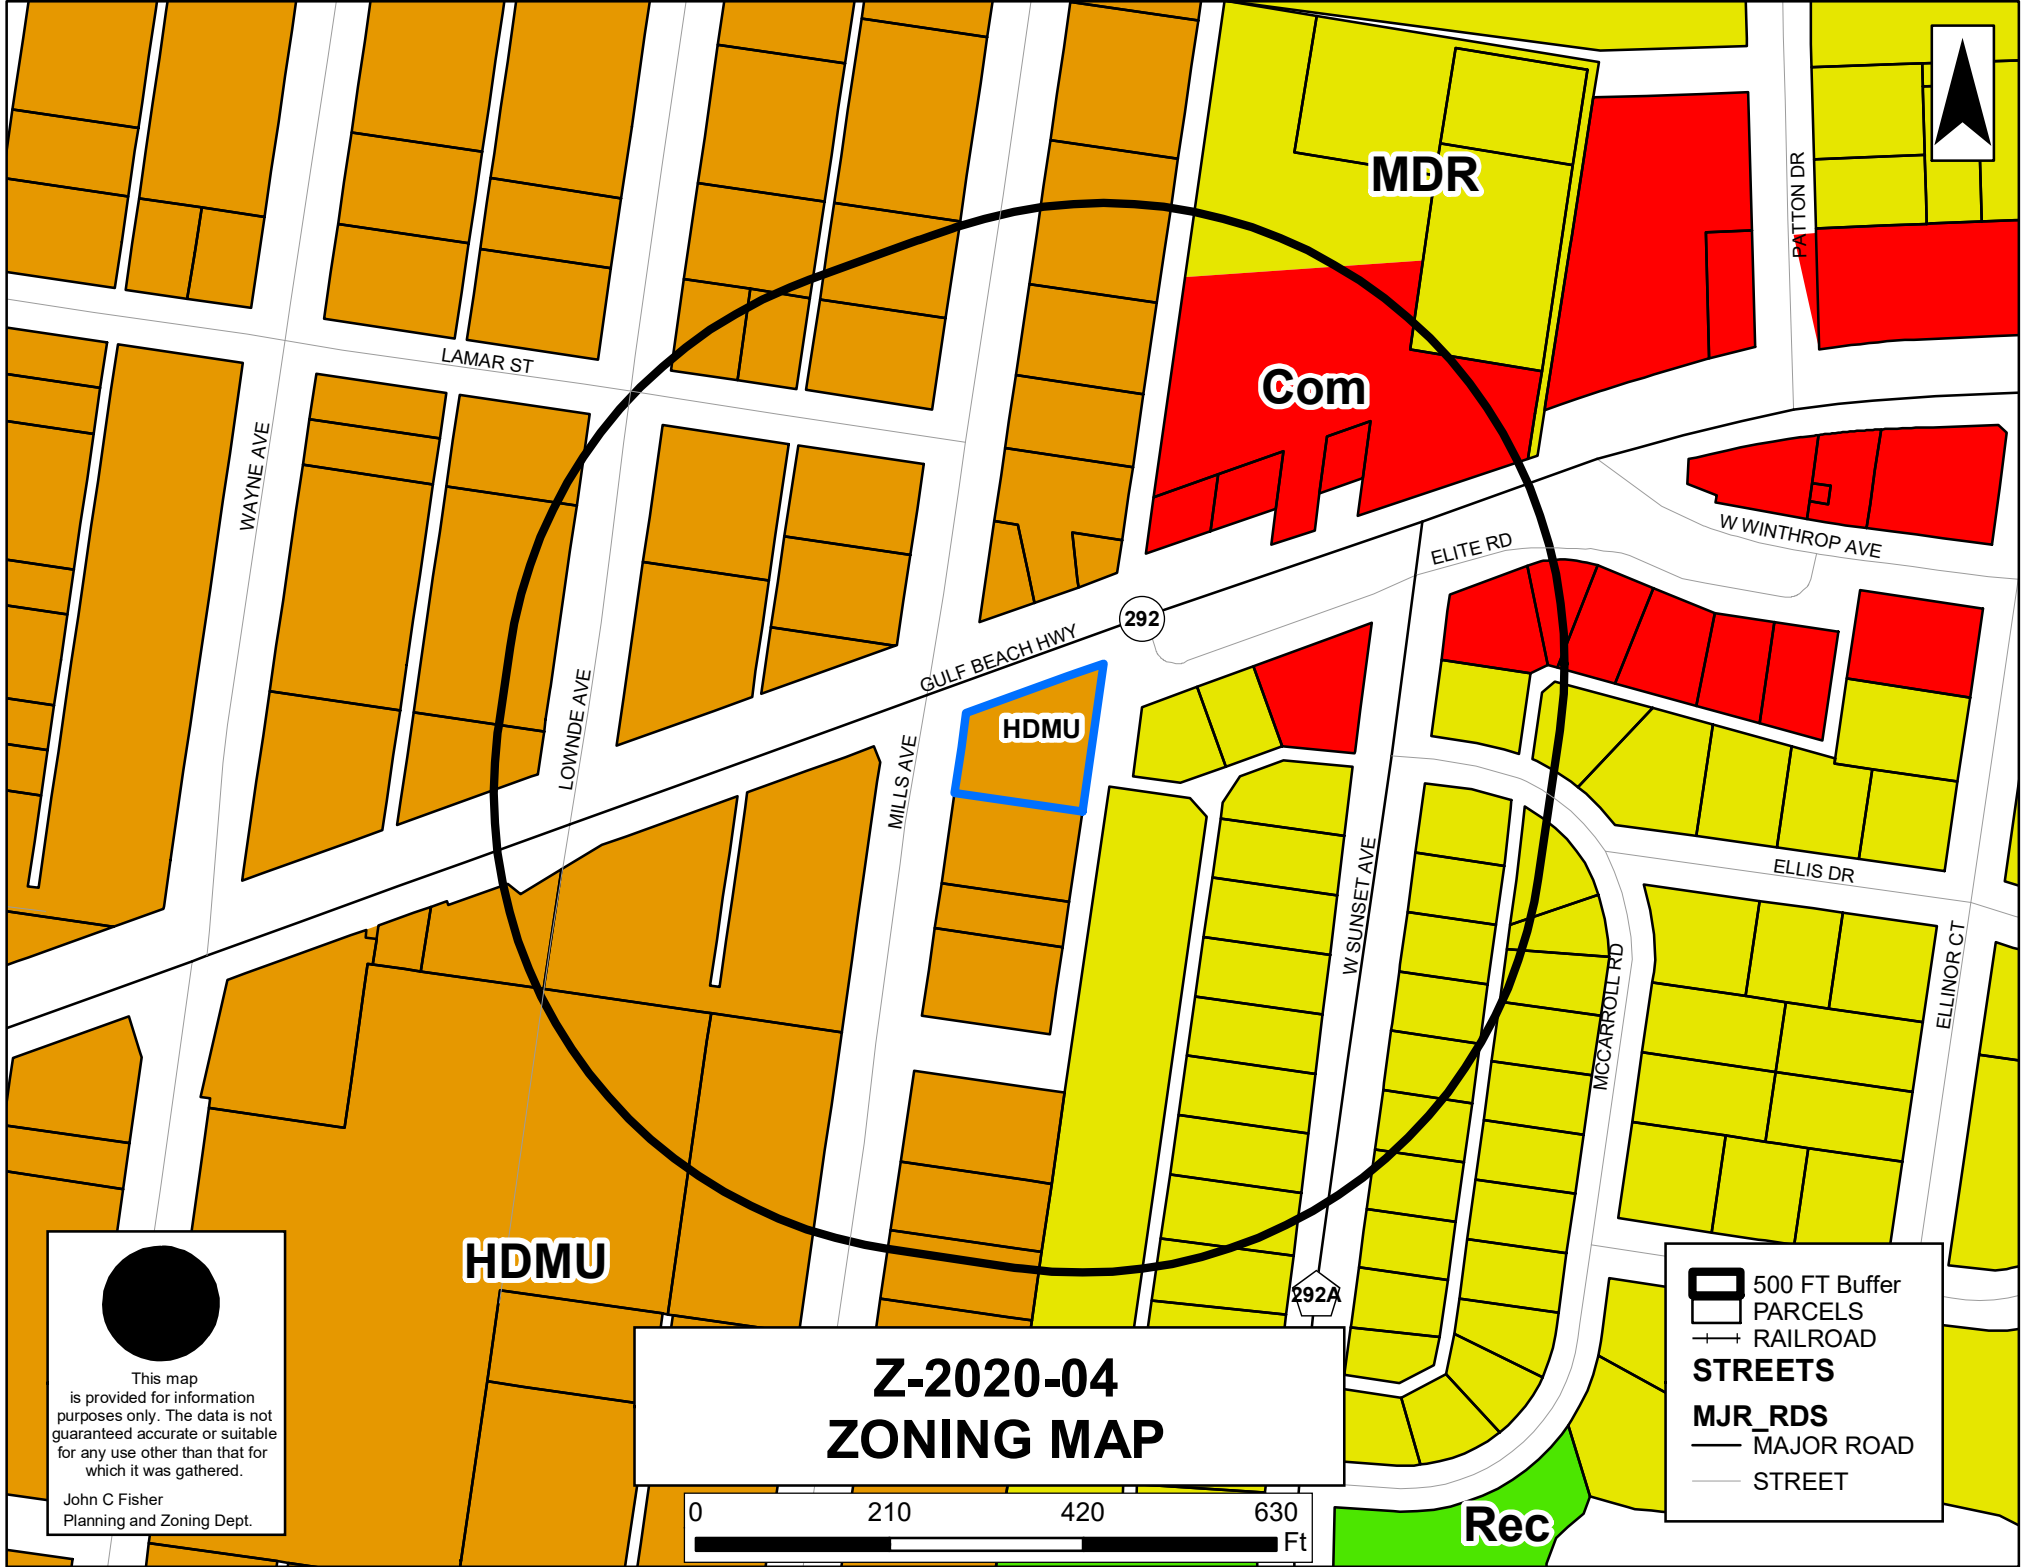 MDR
PATTON DR
LAMAR ST
Com
WAYNE AVE
W WINTHROP AVE
ELITE RD
292
GULF BEACH HWY
LOWNDE AVE
HDMU
MILLS AVE
W SUNSET AVE
ELLIS DR
MCCARROLL RD
ELLINOR CT
HDMU
292A
This map
is provided for information
purposes only. The data is not
guaranteed accurate or suitable
for any use other than that for
which it was gathered.
John C Fisher
Planning and Zoning Dept.
Z-2020-04
ZONING MAP
0 210 420 630
Ft
Rec
500 FT Buffer
PARCELS
RAILROAD
STREETS
MJR_RDS
MAJOR ROAD
STREET